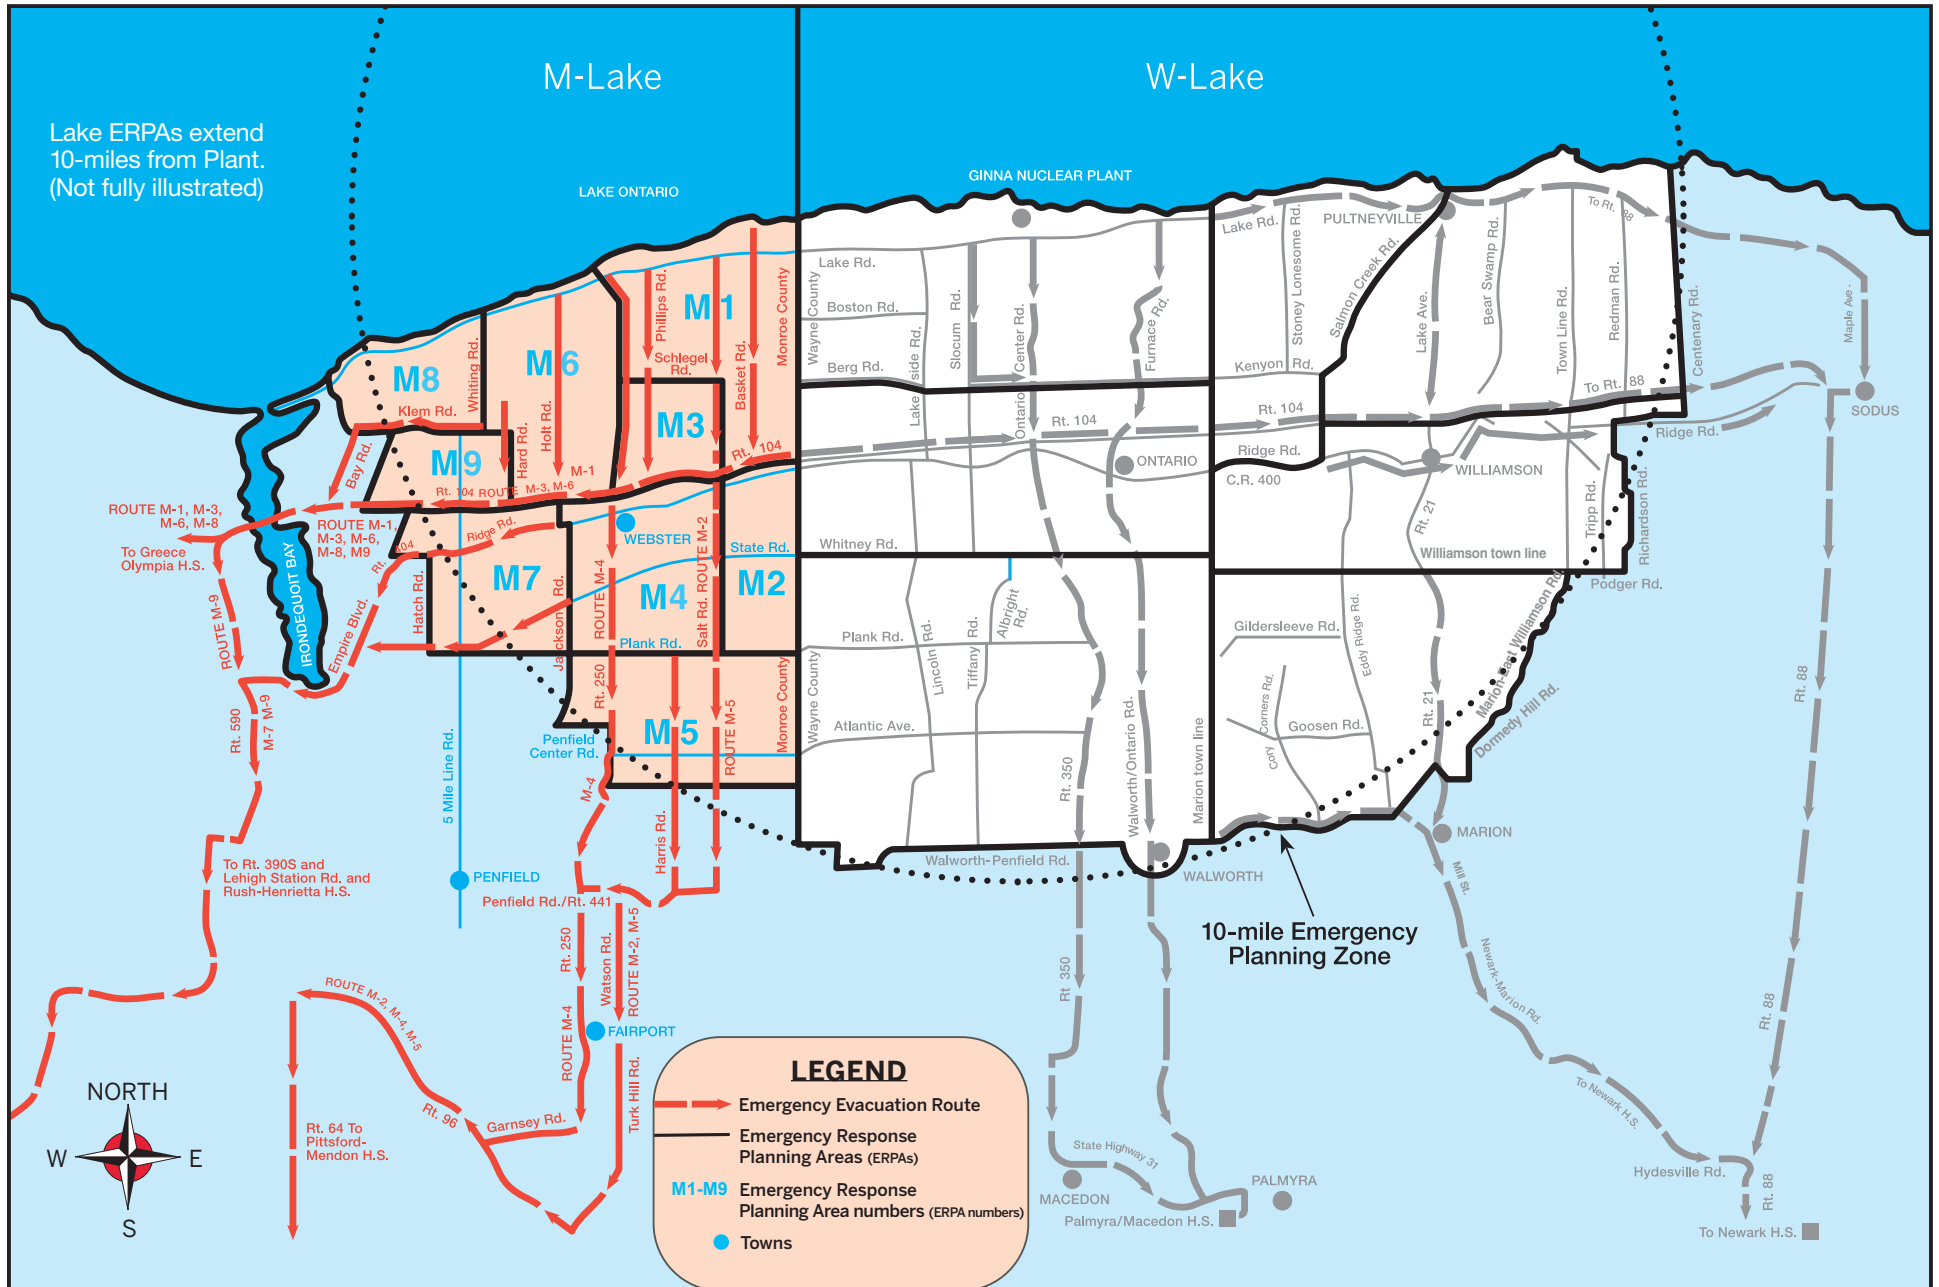 M-Lake
W-Lake
Lake ERPAs extend
10-miles from Plant.
(Not fully illustrated)
LAKE ONTARIO
GINNA NUCLEAR PLANT
M1
M6
M8
M3
M9
M7
M4
M2
M5
Phillips Rd.
Monroe County
Schlegel
Rd.
Basket Rd.
Whiting Rd.
Holt Rd.
Hard Rd.
Klem Rd.
Bay Rd.
Rt. 104
M-1
Rt. 104 ROUTE M-3, M-6
ROUTE M-1, M-3,
M-6, M-8
To Greece
Olympia H.S.
ROUTE M-1,
M-3, M-6,
M-8, M9
Rt. 404
Ridge Rd.
WEBSTER
State Rd.
ROUTE M-4
Salt Rd. ROUTE M-2
Hatch Rd.
Jackson Rd.
Plank Rd.
Empire Blvd.
IRONDEQUOIT BAY
ROUTE M-9
Rt. 590
M-7 M-9
Rt. 250
Monroe County
ROUTE M-5
Penfield
Center Rd.
5 Mile Line Rd.
M-4
Harris Rd.
PENFIELD
Penfield Rd./Rt. 441
To Rt. 390S and
Lehigh Station Rd. and
Rush-Henrietta H.S.
Rt. 250
Watson Rd.
ROUTE M-2, M-5
ROUTE M-2, M-4, M-5
ROUTE M-4
FAIRPORT
Turk Hill Rd.
Rt. 96
Garnsey Rd.
Rt. 64 To
Pittsford-
Mendon H.S.
NORTH
W
E
S
Lake Rd.
Wayne County
Boston Rd.
Berg Rd.
Lake side Rd.
Slocum Rd.
Ontario Center Rd.
Furnace Rd.
Lake Rd.
PULTNEYVILLE
Stoney Lonesome Rd.
Salmon Creek Rd.
Kenyon Rd.
Lake Ave.
Bear Swamp Rd.
Town Line Rd.
Redman Rd.
To Rt. 88
Centenary Rd.
Maple Ave.
SODUS
To Rt. 88
Rt. 104
Rt. 104
ONTARIO
Ridge Rd.
C.R. 400
WILLIAMSON
Ridge Rd.
Tripp Rd.
Richardson Rd.
Rt. 21
Whitney Rd.
Williamson town line
Podger Rd.
Albright
Rd.
Plank Rd.
Lincoln Rd.
Tiffany Rd.
Wayne County
Atlantic Ave.
Gildersleeve Rd.
Eddy Ridge Rd.
Cory Corners Rd.
Goosen Rd.
Rt. 21
Marion-East Williamson Rd.
Dormedy Hill Rd.
Rt. 350
Walworth/Ontario Rd.
Marion town line
Walworth-Penfield Rd.
WALWORTH
MARION
10-mile Emergency
Planning Zone
Mill St.
Newark-Marion Rd.
Rt 350
Rt. 88
Rt. 88
To Newark H.S.
State Highway 31
MACEDON
PALMYRA
Palmyra/Macedon H.S.
Hydesville Rd.
Rt. 88
To Newark H.S.
LEGEND
Emergency Evacuation Route
Emergency Response
Planning Areas (ERPAs)
M1-M9 Emergency Response
Planning Area numbers (ERPA numbers)
Towns